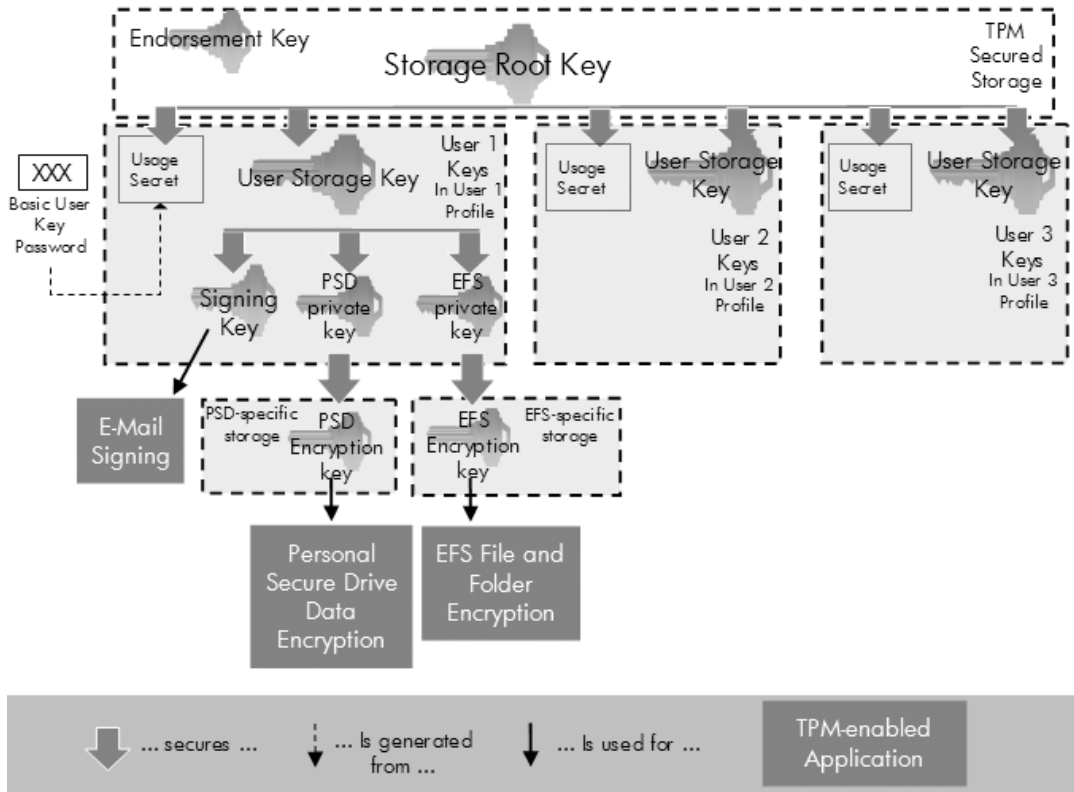 Endorsement Key
Storage Root Key
TPM
Secured
Storage
XXX
Basic User
Key
Password
Usage
Secret
User Storage Key
User 1
Keys
In User 1
Profile
Signing
Key
PSD
private
key
EFS
private
key
Usage
Secret
User Storage
Key
User 2
Keys
In User 2
Profile
Usage
Secret
User Storage
Key
User 3
Keys
In User 3
Profile
E-Mail
Signing
PSD-specific
storage
PSD
Encryption
key
EFS
Encryption
key
EFS-specific
storage
Personal
Secure Drive
Data
Encryption
EFS File and
Folder
Encryption
... secures ...
... Is generated
from ...
... Is used for ...
TPM-enabled
Application